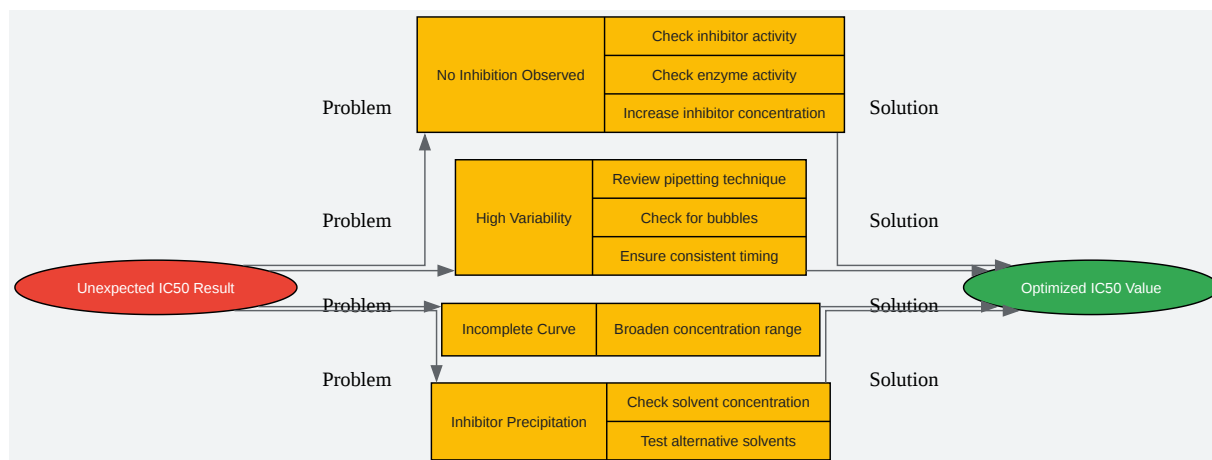 No Inhibition Observed
Check inhibitor activity
Check enzyme activity
Increase inhibitor concentration
Problem
Solution
High Variability
Review pipetting technique
Check for bubbles
Ensure consistent timing
Problem
Solution
Unexpected IC50 Result
Optimized IC50 Value
Problem
Solution
Incomplete Curve
Broaden concentration range
Problem
Solution
Inhibitor Precipitation
Check solvent concentration
Test alternative solvents